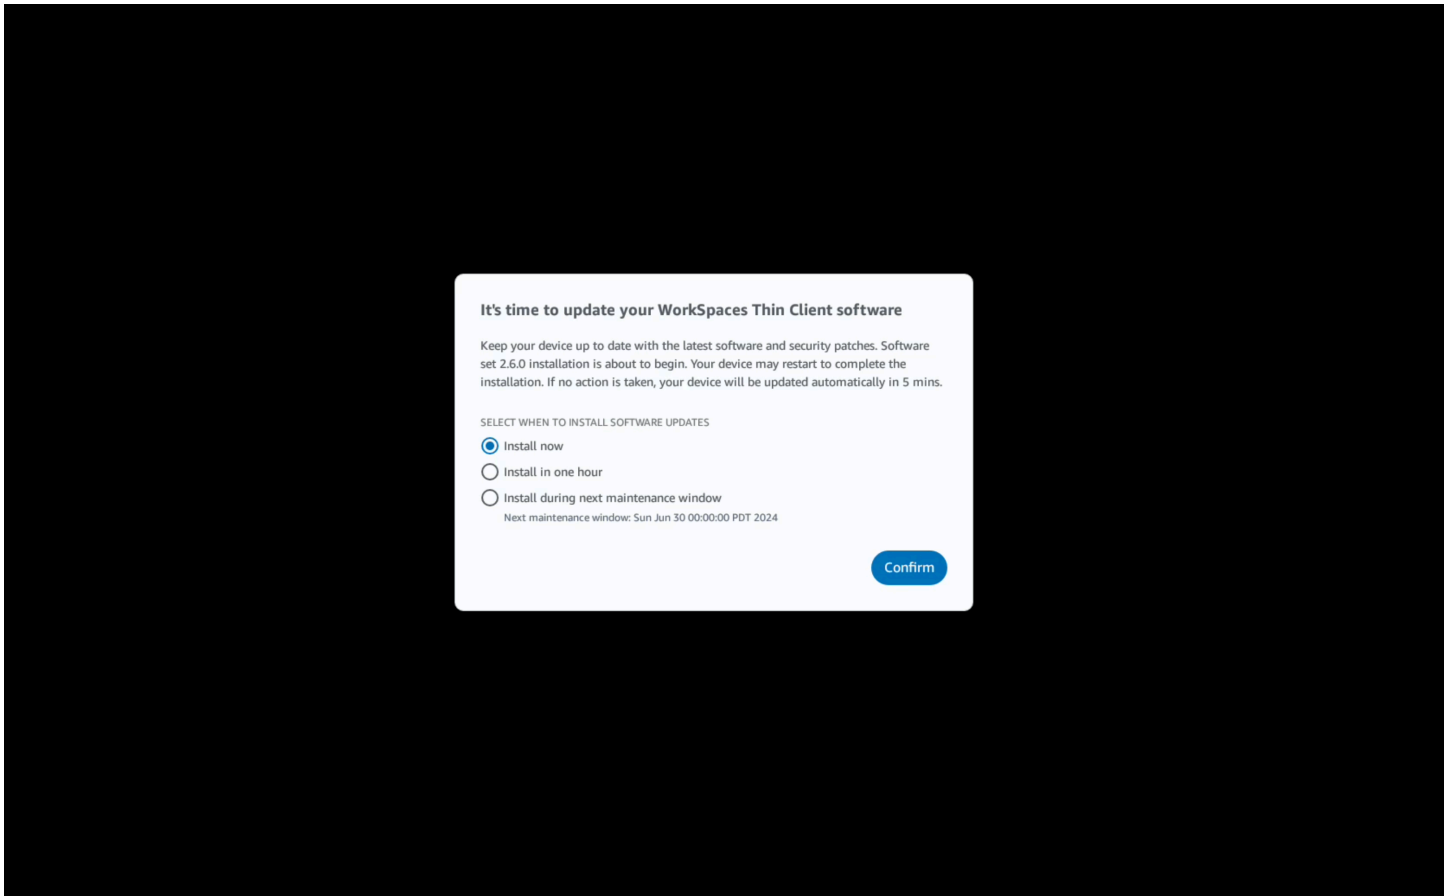 It's time to update your WorkSpaces Thin Client software
Keep your device up to date with the latest software and security patches. Software
set 2.6.0 installation is about to begin. Your device may restart to complete the
installation. If no action is taken, your device will be updated automatically in 5 mins.
SELECT WHEN TO INSTALL SOFTWARE UPDATES
Install now
Install in one hour
Install during next maintenance window
Next maintenance window: Sun Jun 30 00:00:00 PDT 2024
Confirm